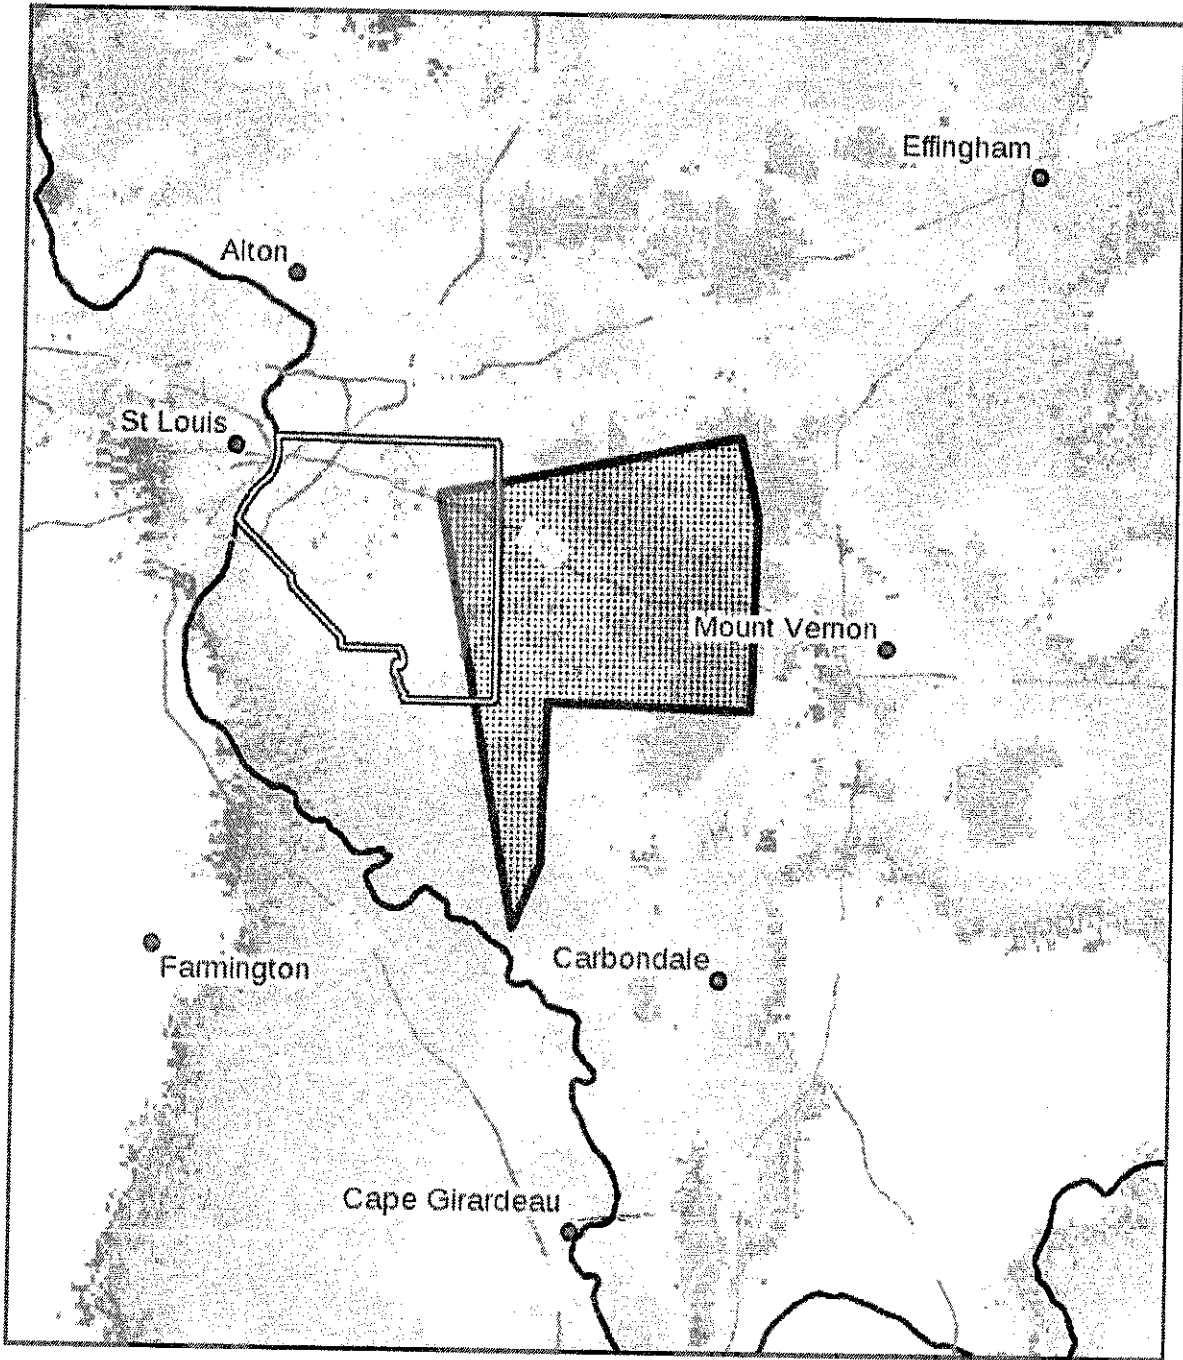 Effingham
Alton
St Louis
Mount Vernon
Carbondale
Farmington
Cape Girardeau